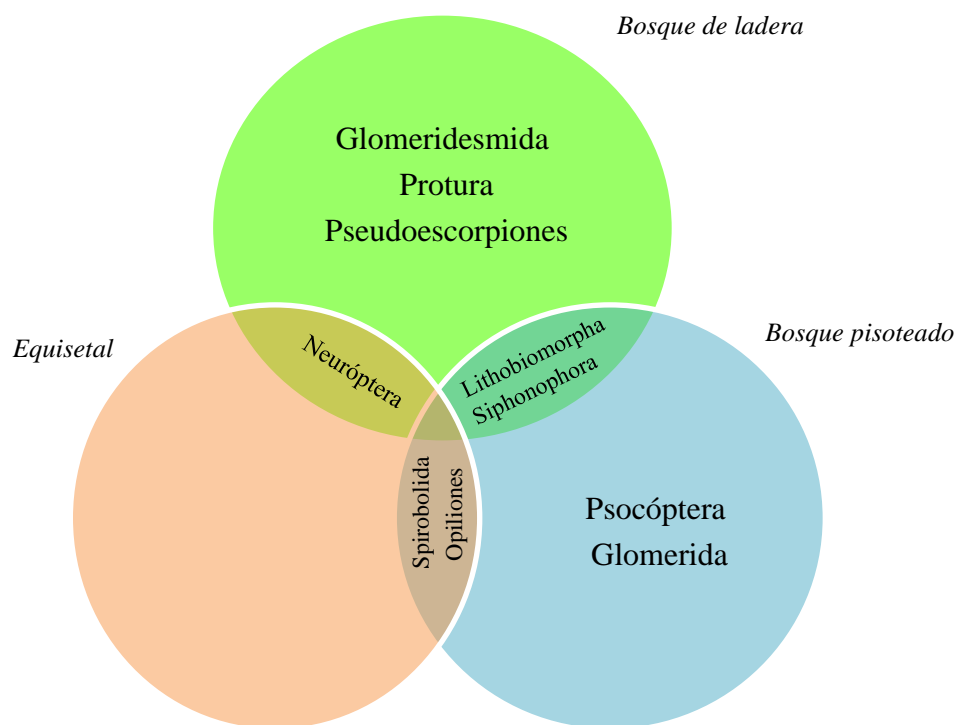 Bosque de ladera
Glomeridesmida
Protura
Pseudoescorpiones
Equisetal
Bosque pisoteado
Neuróptera
Lithobiomorpha
Siphonophora
Spirobolida
Opiliones
Psocóptera
Glomerida